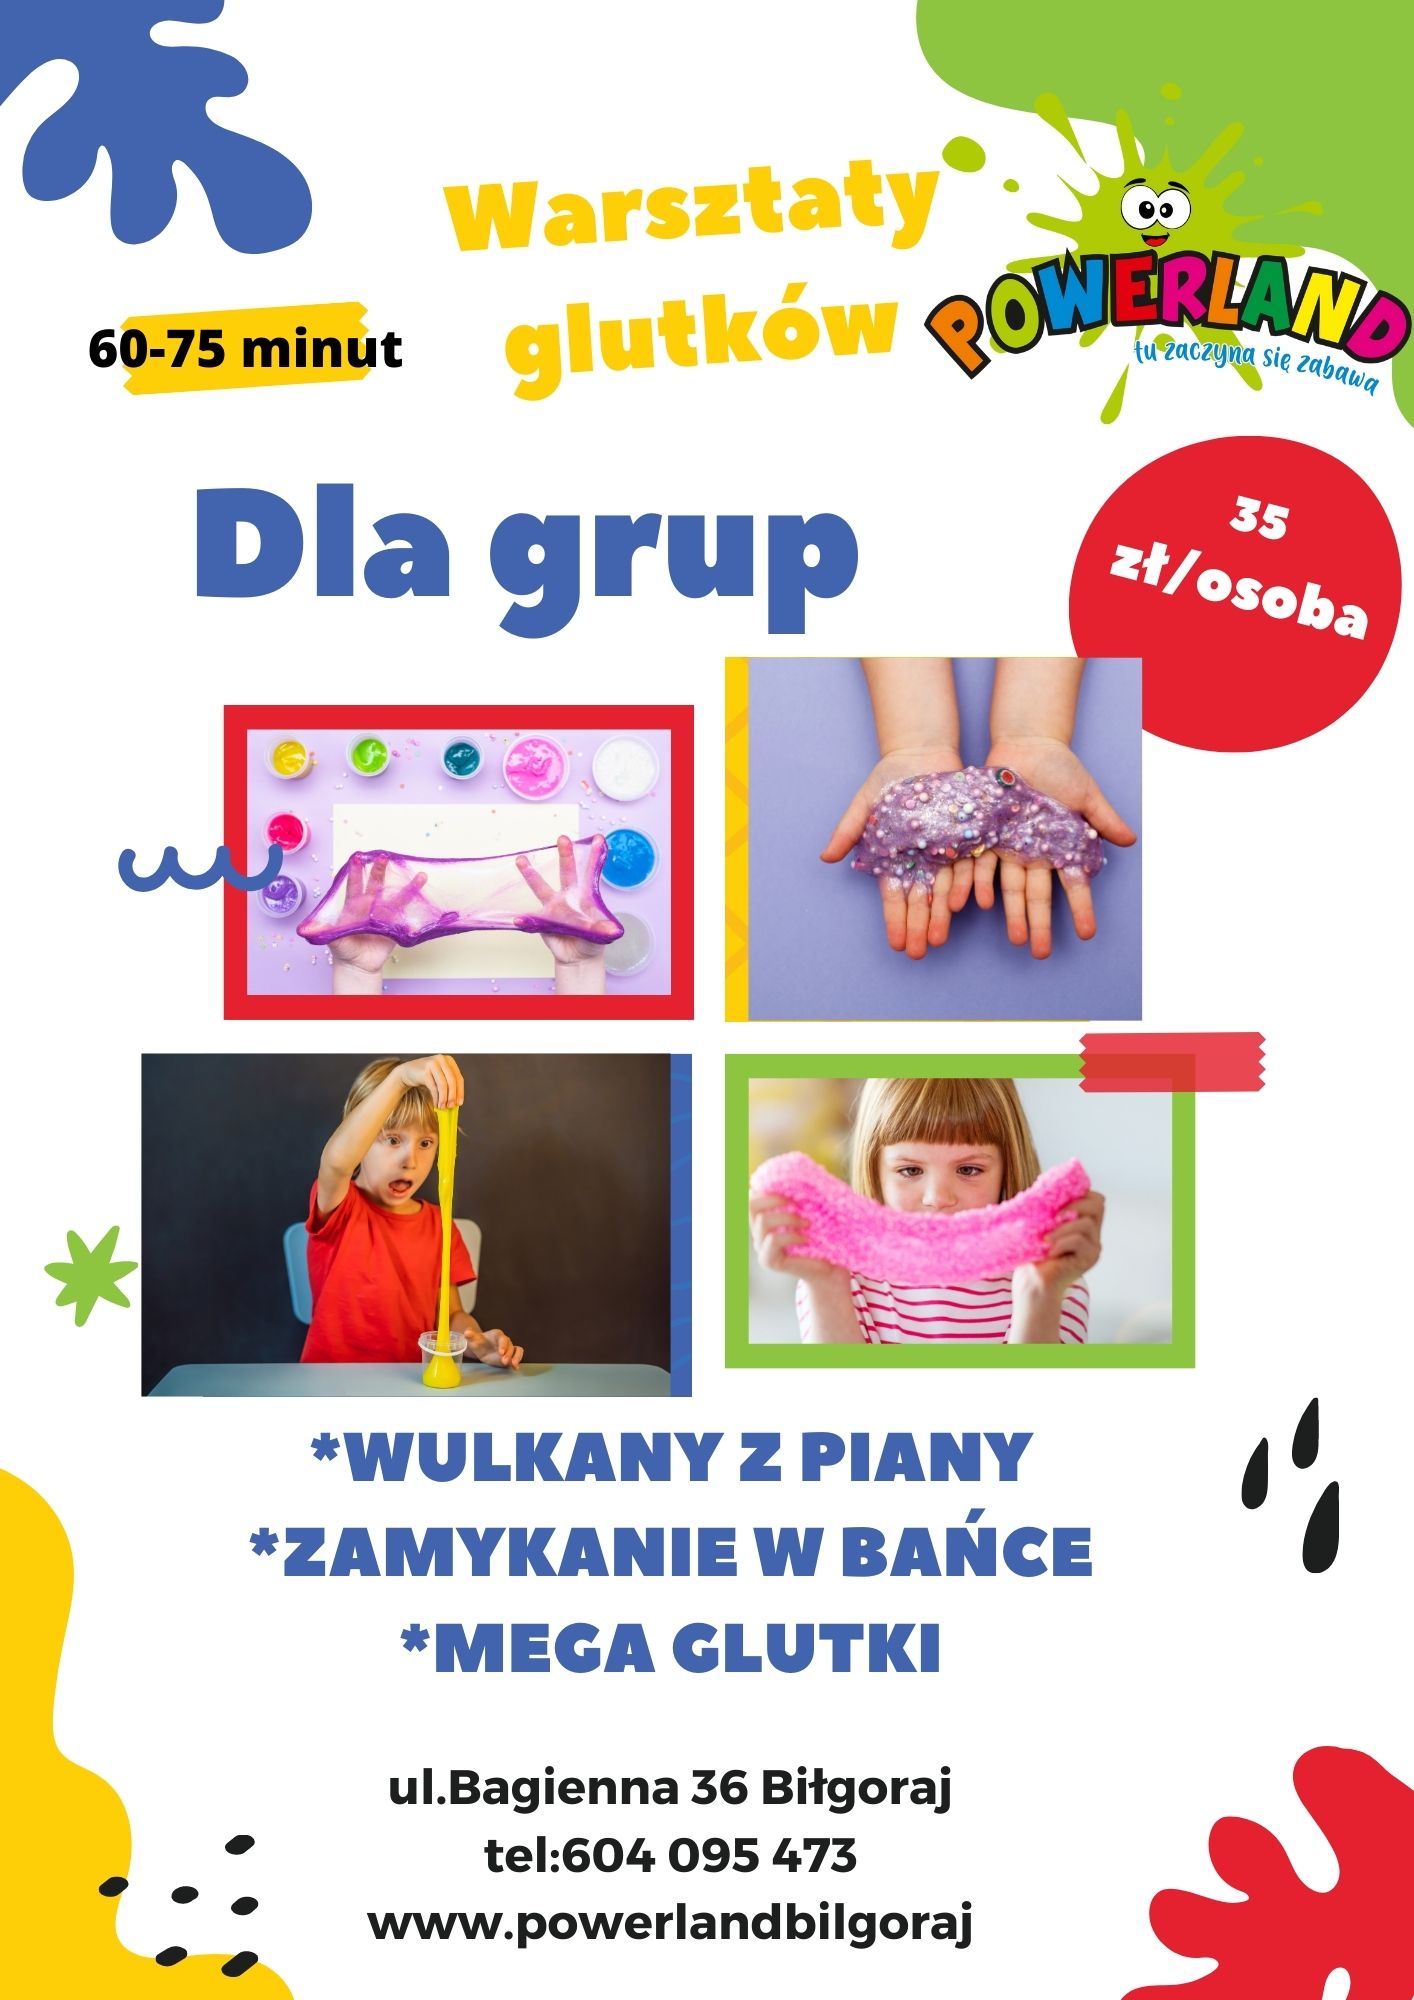 Warsztaty
glutków
POWERLAND
tu zaczyna się zabawa
60-75 minut
Dla grup
35
zł/osoba
*WULKANY Z PIANY
*ZAMYKANIE W BAŃCE
*MEGA GLUTKI
ul.Bagienna 36 Biłgoraj
tel:604 095 473
www.powerlandbilgoraj